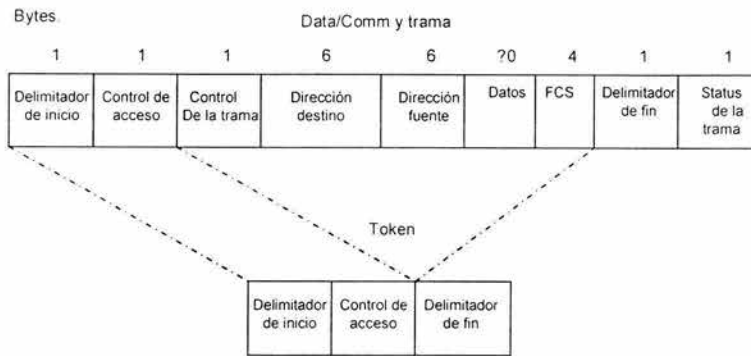 Bytes.
Data/Comm y trama
1 1 1 6 6 ?0 4 1 1
Delimitador de inicio
Control de acceso
Control De la trama
Dirección destino
Dirección fuente
Datos
FCS
Delimitador de fin
Status de la trama
Token
Delimitador de inicio
Control de acceso
Delimitador de fin